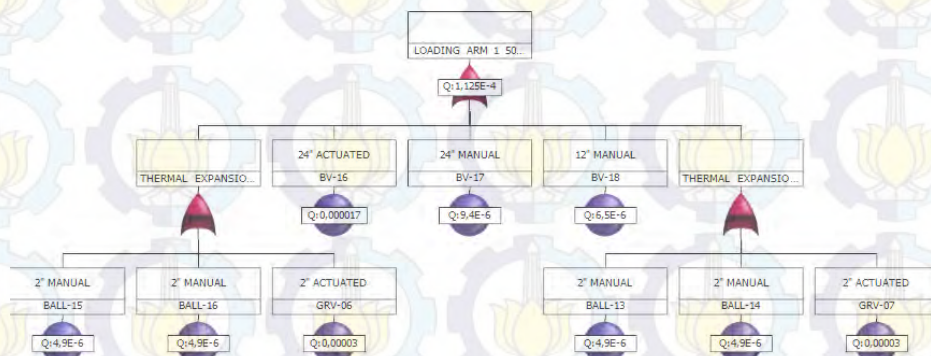 LOADING ARM 1 50...
Q:1,125E-4
24" ACTUATED
24" MANUAL
12" MANUAL
THERMAL EXPANSIO...
BV-16
BV-17
BV-18
THERMAL EXPANSIO...
Q:0,000017
Q:9,4E-6
Q:6,5E-6
2" MANUAL
2" MANUAL
2" ACTUATED
2" MANUAL
2" MANUAL
2" ACTUATED
BALL-15
BALL-16
GRV-06
BALL-13
BALL-14
GRV-07
Q:4,9E-6
Q:4,9E-6
Q:0,00003
Q:4,9E-6
Q:4,9E-6
Q:0,00003